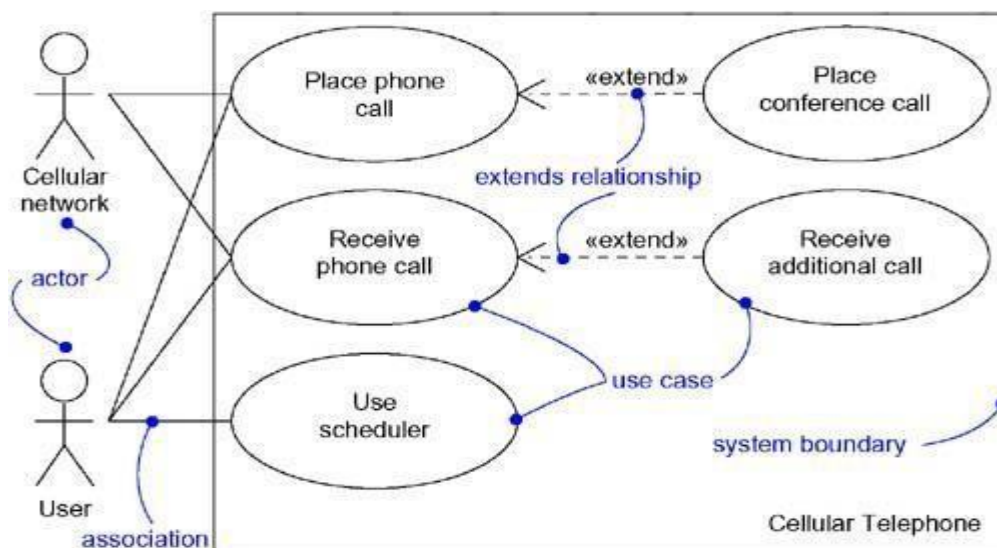 Place phone
call
«extend»
Place
conference call
Cellular
network
extends relationship
Receive
phone call
«extend»
Receive
additional call
actor
use case
Use
scheduler
system boundary
User
association
Cellular Telephone